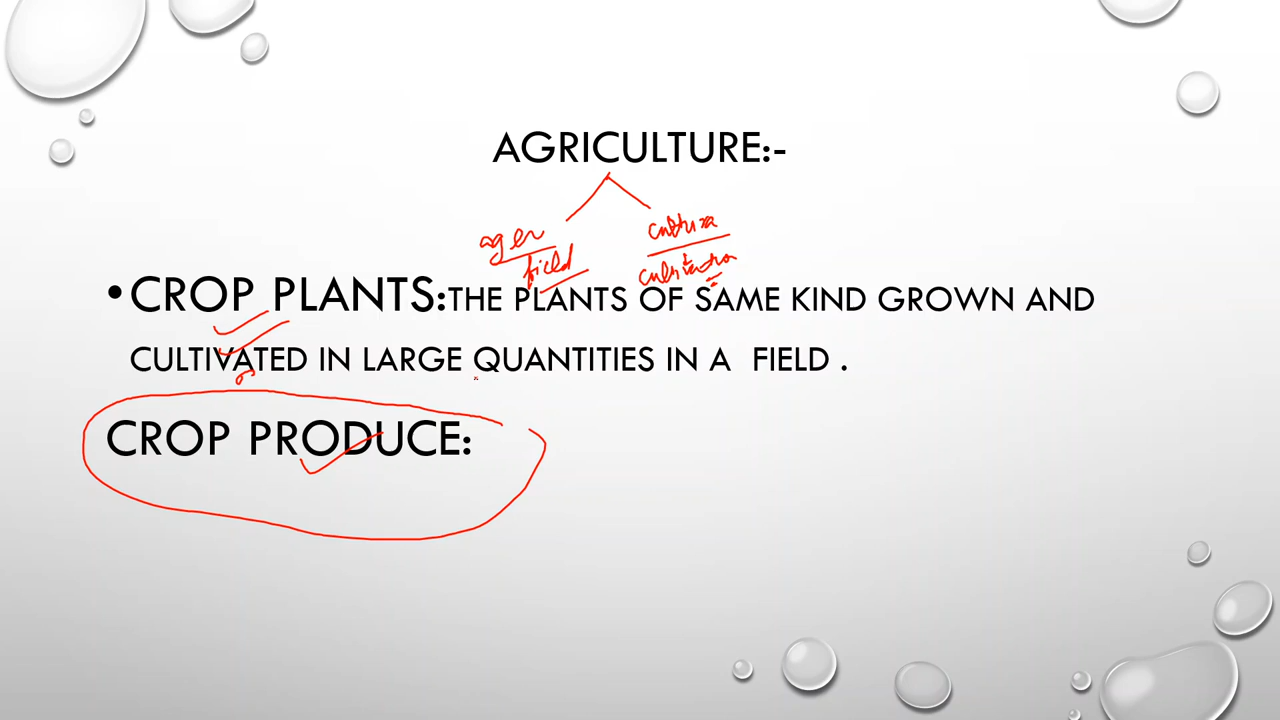 AGRICULTURE:-
ager cultura
field cultivation
•CROP PLANTS:THE PLANTS OF SAME KIND GROWN AND
CULTIVATED IN LARGE QUANTITIES IN A FIELD .
CROP PRODUCE: